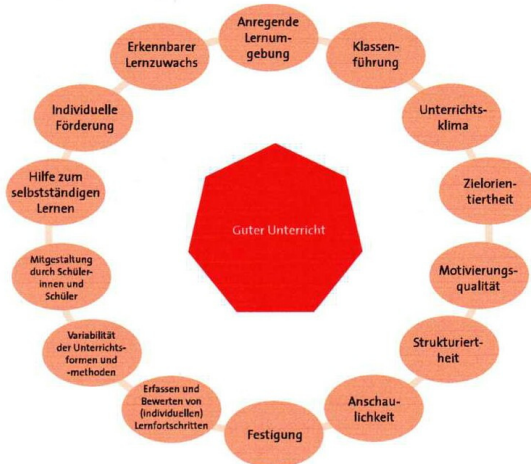 Anregende
Lernum-
gebung
Klassen-
führung
Unterrichts-
klima
Zielorien-
tiertheit
Motivierungs-
qualität
Strukturiert-
heit
Anschau-
lichkeit
Festigung
Erfassen und
Bewerten von
(individuellen)
Lernfortschritten
Variabilität
der Unterrichts-
formen und
-methoden
Mitgestaltung
durch Schüler-
innen und
Schüler
Hilfe zum
selbstständigen
Lernen
Individuelle
Förderung
Erkennbarer
Lernzuwachs
Guter Unterricht